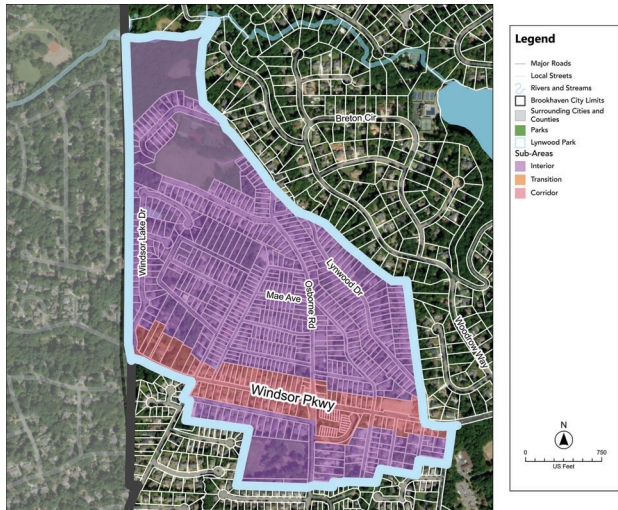 Breton Cir
Windsor Lake Dr
Lynwood Dr
Mae Ave
Osborne Rd
Woodrow Way
Windsor Pkwy
Legend
Major Roads
Local Streets
Rivers and Streams
Brookhaven City Limits
Surrounding Cities and
Counties
Parks
Lynwood Park
Sub-Areas
Interior
Transition
Corridor
N
0 750
US Feet